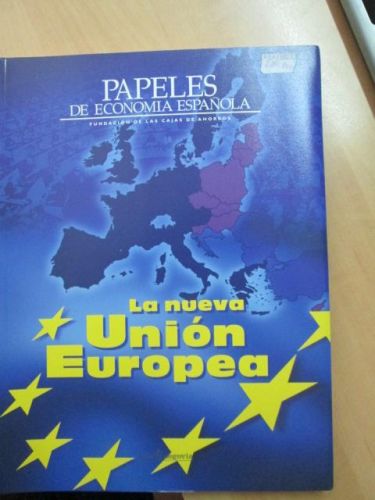 PAPELES
DE ECONOMÍA ESPAÑOLA
FUNDACIÓN DE LAS CAJAS DE AHORROS
La nueva
Unión
Europea